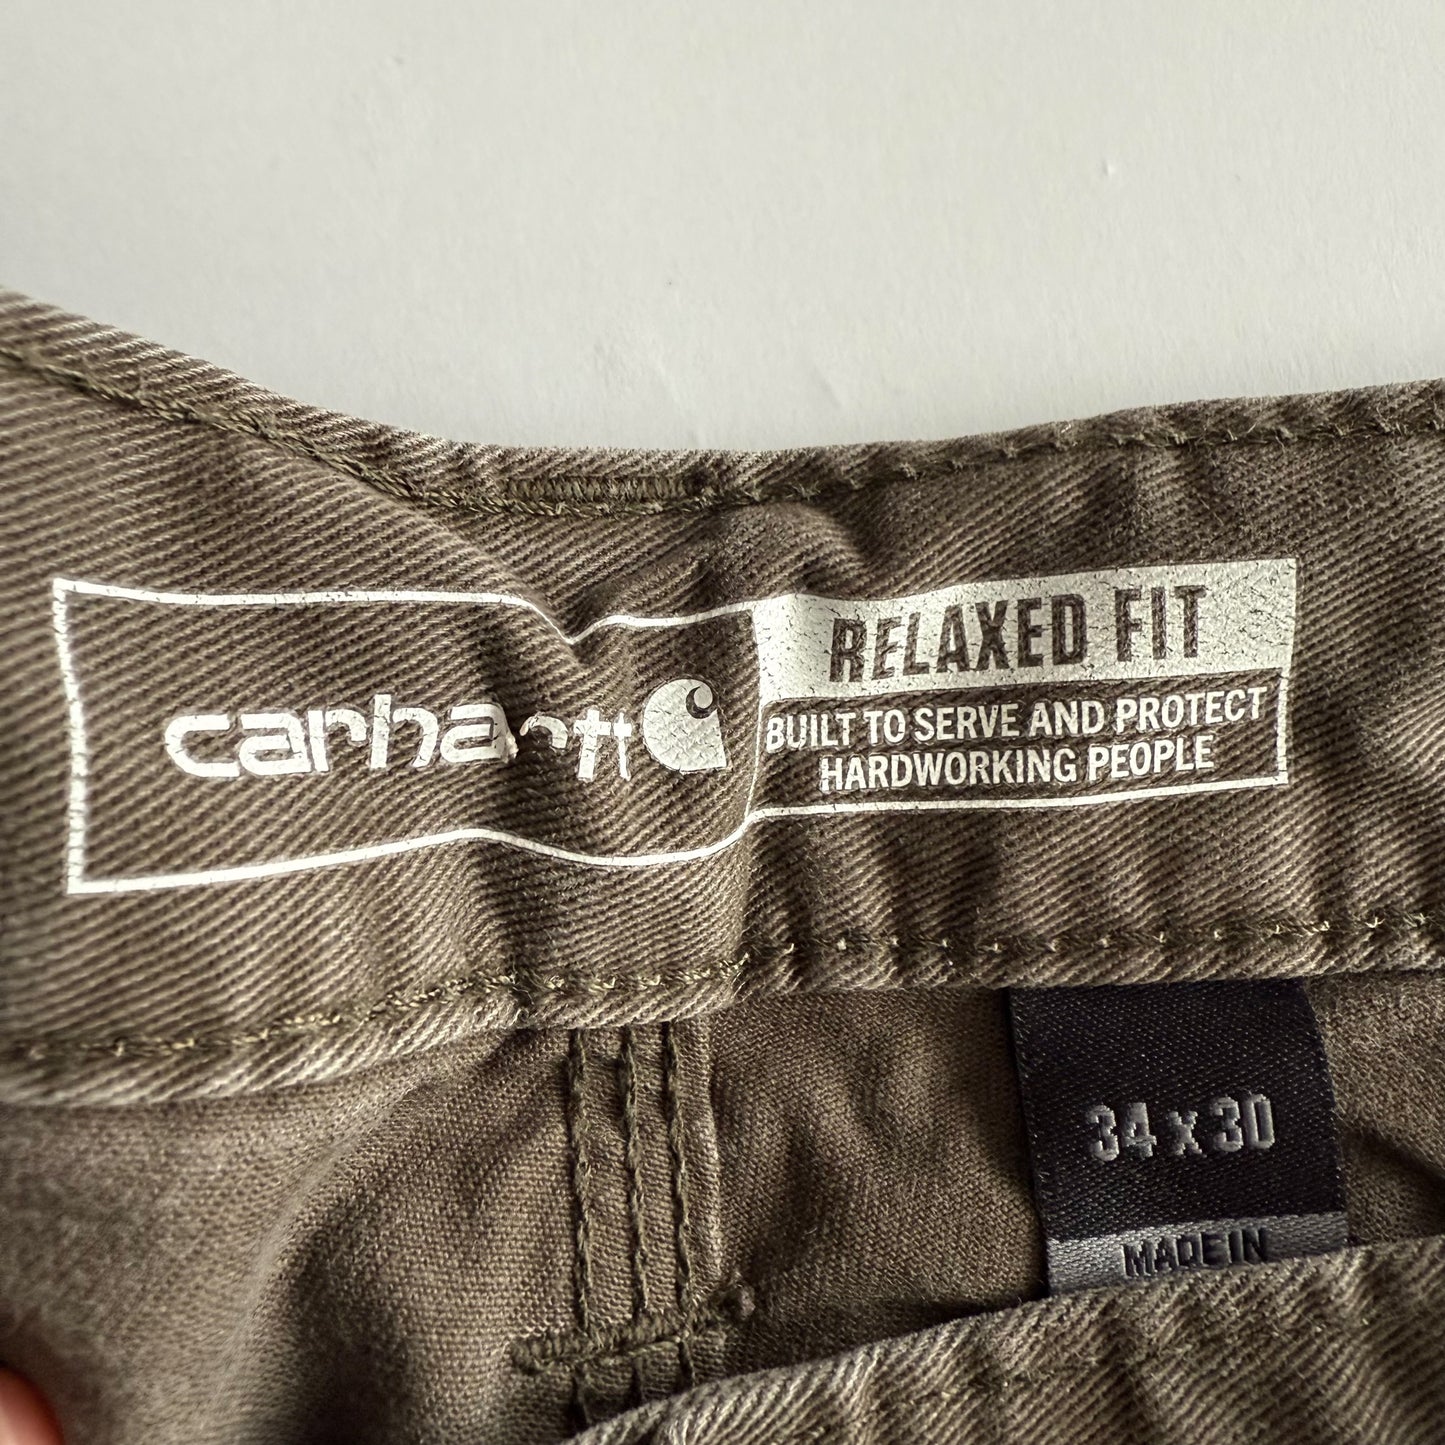 carhartt
RELAXED FIT
BUILT TO SERVE AND PROTECT
HARDWORKING PEOPLE
34 x 30
MADE IN